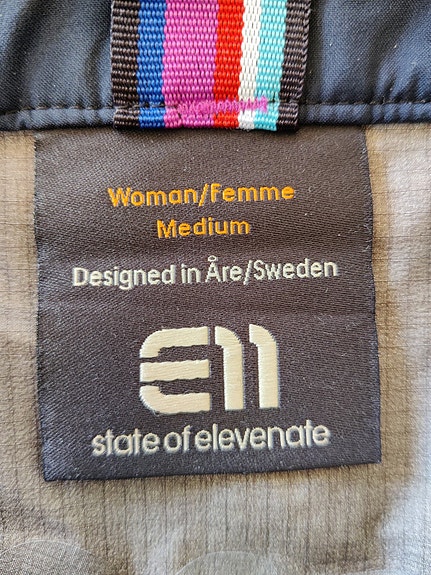 Woman/Femme
Medium
Designed in Åre/Sweden
E11
state of elevenate